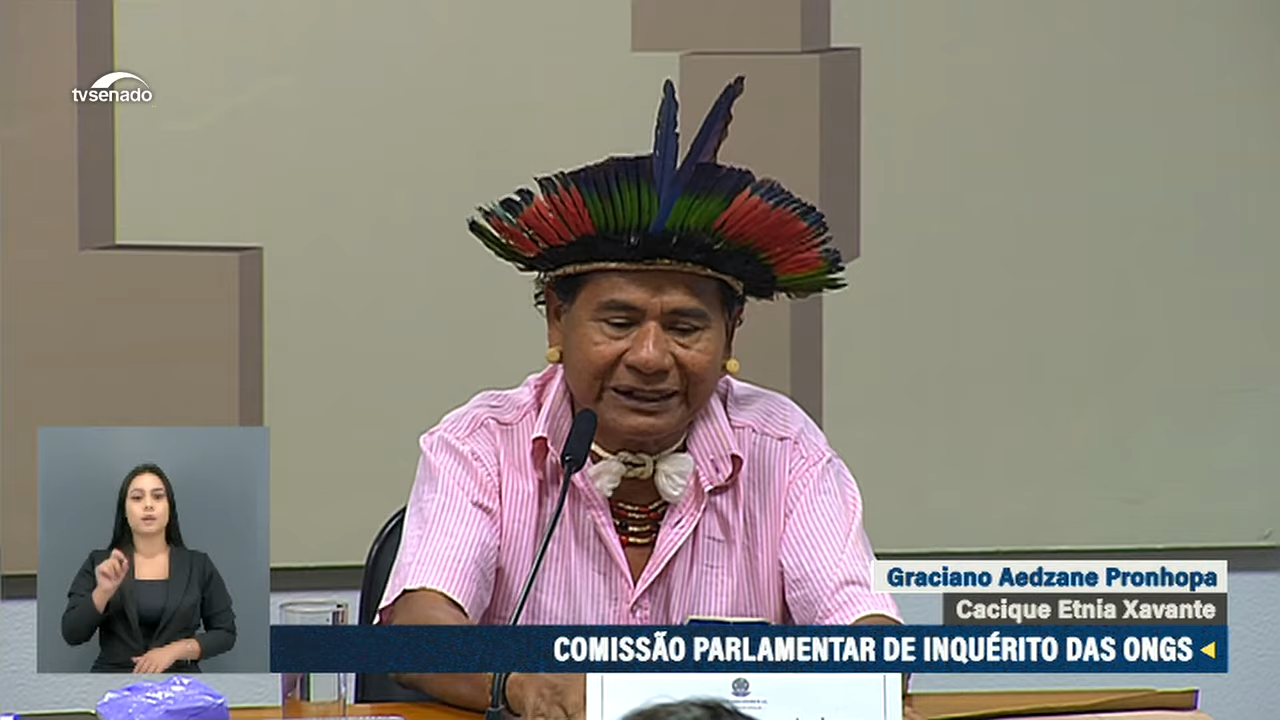 tvsenado
Graciano Aedzane Pronhopa
Cacique Etnia Xavante
COMISSÃO PARLAMENTAR DE INQUÉRITO DAS ONGS